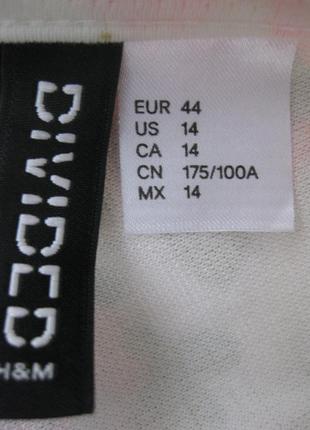 DIVIDED
H&M
EUR 44
US 14
CA 14
CN 175/100A
MX 14